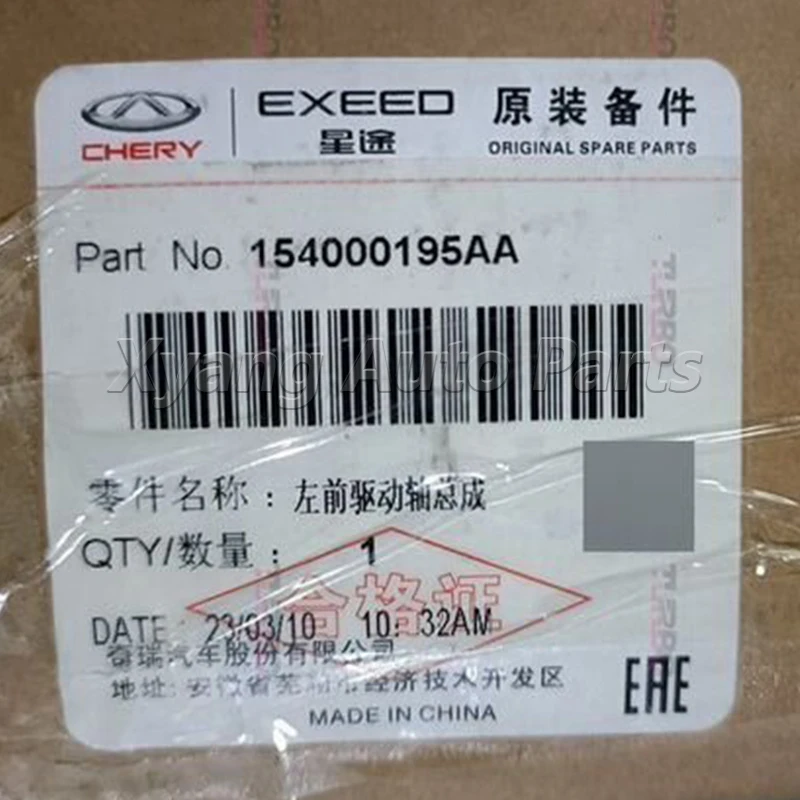 CHERY
EXEED
星途
原装备件
ORIGINAL SPARE PARTS
Part No. 154000195AA
Xyang Auto Parts
零件名称：左前驱动轴总成
QTY/数量： 1
合格证
DATE 23/03/10 10: 32AM
奇瑞汽车股份有限公司
地址: 安徽省芜湖市经济技术开发区
EAC
MADE IN CHINA